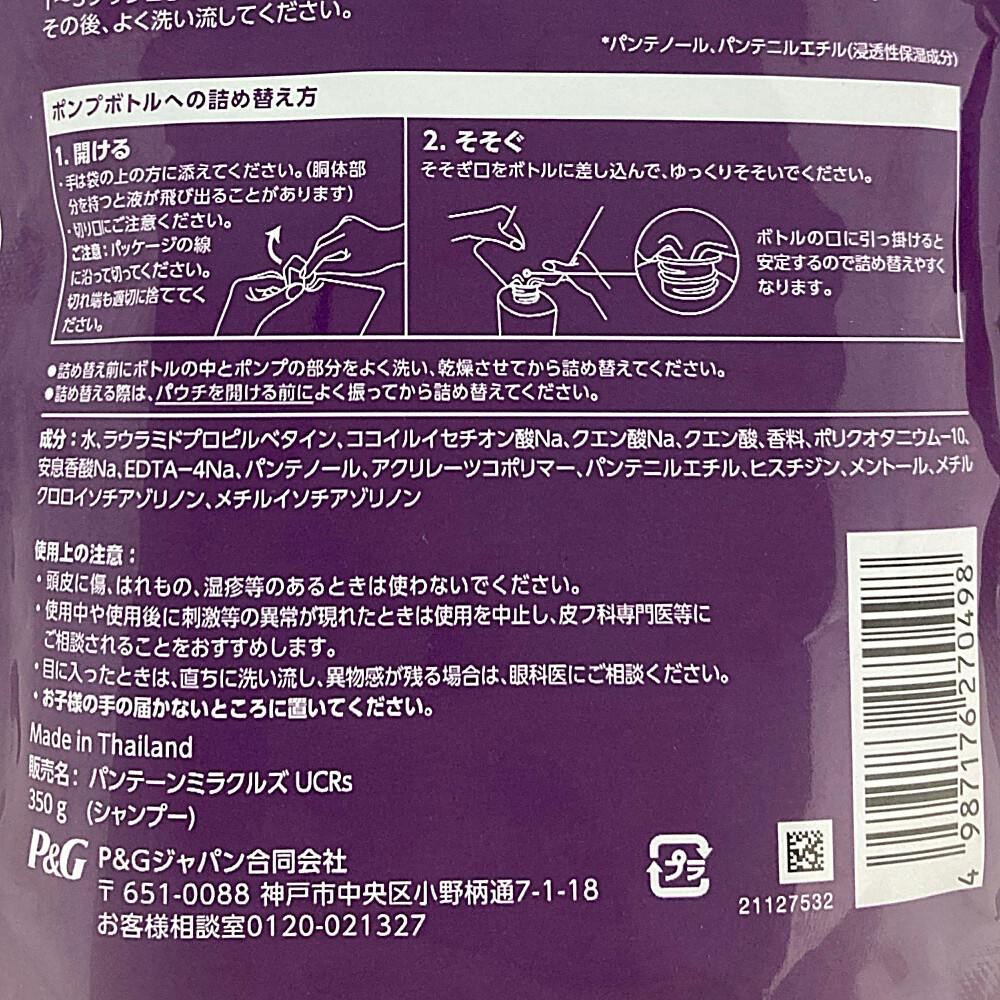 その後、よく洗い流してください。
*パンテノール、パンテニルエチル(浸透性保湿成分)
ポンプボトルへの詰め替え方
1. 開ける
・手は袋の上の方に添えてください。(胴体部
分を持つと液が飛び出ることがあります)
・切り口にご注意ください。
ご注意：パッケージの線
に沿って切ってください。
切れ端も適切に捨ててく
ださい。
2. そそぐ
そそぎ口をボトルに差し込んで、ゆっくりそそいでください。
ボトルの口に引っ掛けると
安定するので詰め替えやすく
なります。
●詰め替え前にボトルの中とポンプの部分をよく洗い、乾燥させてから詰め替えてください。
●詰め替える際は、パウチを開ける前によく振ってから詰め替えてください。
成分：水、ラウラミドプロピルベタイン、ココイルイセチオン酸Na、クエン酸Na、クエン酸、香料、ポリクオタニウム-10、
安息香酸Na、EDTA-4Na、パンテノール、アクリレーツコポリマー、パンテニルエチル、ヒスチジン、メントール、メチル
クロロイソチアゾリノン、メチルイソチアゾリノン
使用上の注意：
・頭皮に傷、はれもの、湿疹等のあるときは使わないでください。
・使用中や使用後に刺激等の異常が現れたときは使用を中止し、皮フ科専門医等に
ご相談されることをおすすめします。
・目に入ったときは、直ちに洗い流し、異物感が残る場合は、眼科医にご相談ください。
・お子様の手の届かないところに置いてください。
Made in Thailand
販売名：パンテーンミラクルズ UCRs
350 g (シャンプー)
P&G P&Gジャパン合同会社
〒651-0088 神戸市中央区小野柄通7-1-18
お客様相談室0120-021327
プラ
21127532
4 987176 270498